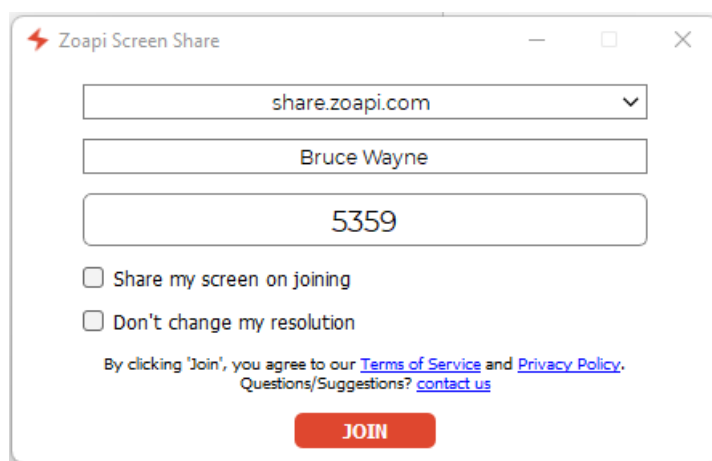 Zoapi Screen Share
share.zoapi.com
Bruce Wayne
5359
Share my screen on joining
Don't change my resolution
By clicking 'Join', you agree to our Terms of Service and Privacy Policy.
Questions/Suggestions? contact us
JOIN